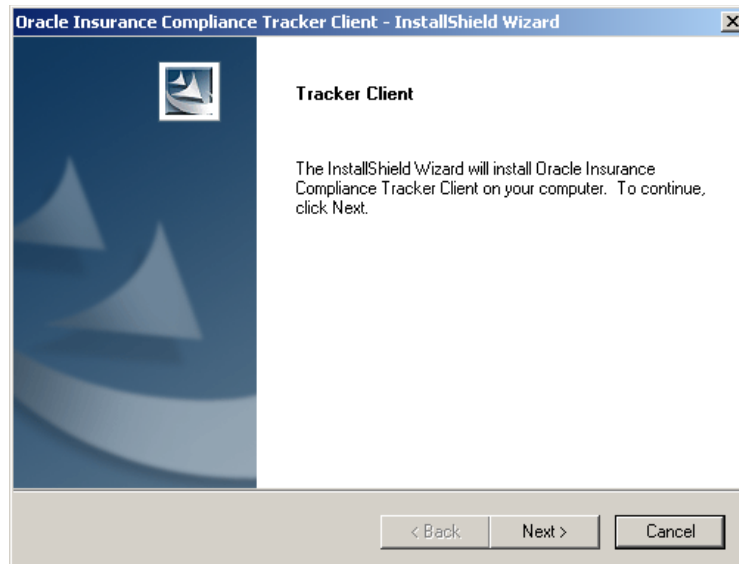 Oracle Insurance Compliance Tracker Client - InstallShield Wizard
Tracker Client
The InstallShield Wizard will install Oracle Insurance
Compliance Tracker Client on your computer. To continue,
click Next.
< Back
Next >
Cancel